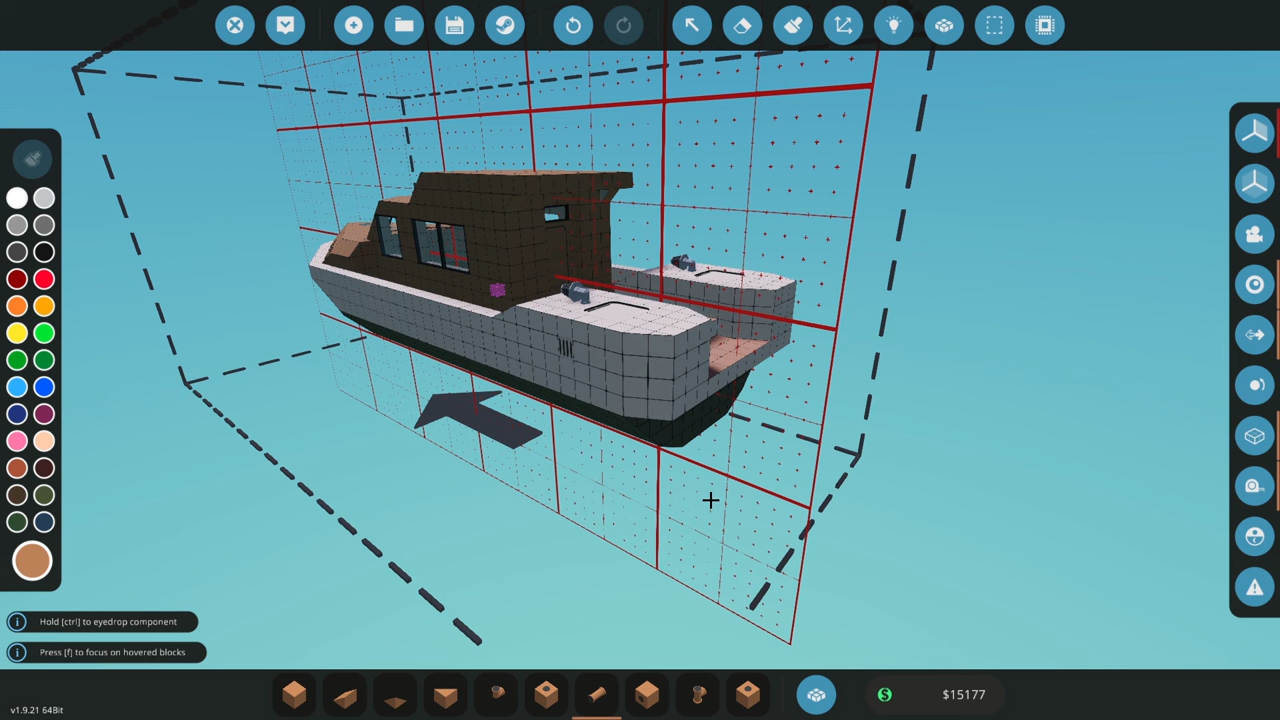 Hold [ctrl] to eyedrop component
Press [f] to focus on hovered blocks
$15177
v1.9.21 64Bit